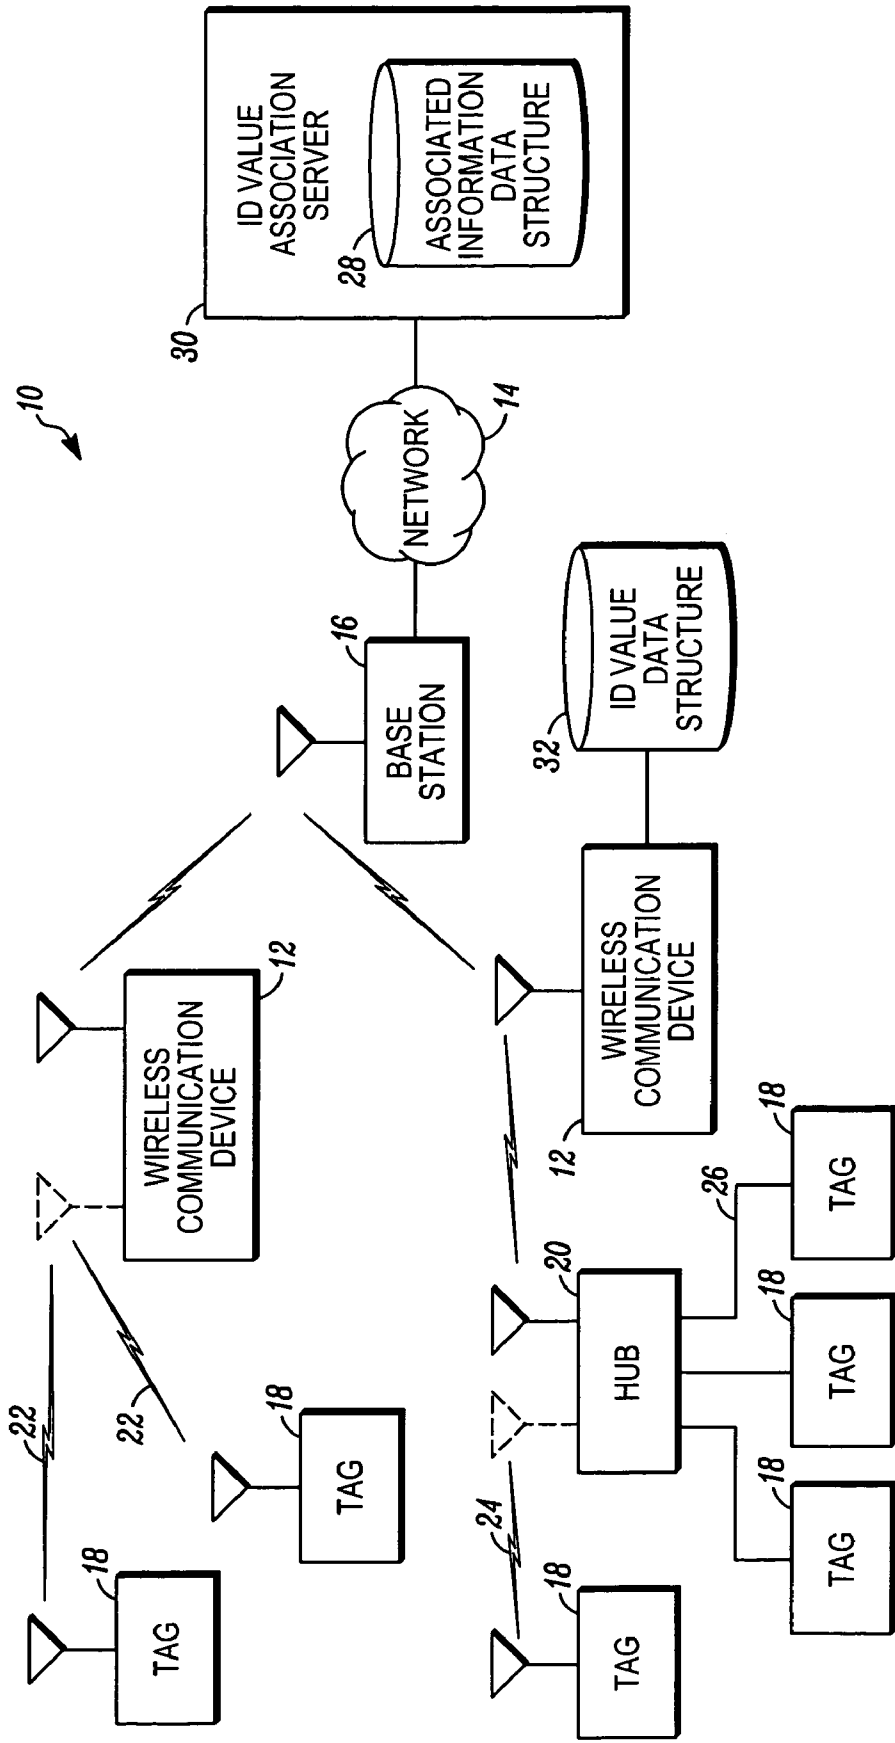 10
30
ID VALUE
ASSOCIATION
SERVER
28
ASSOCIATED
INFORMATION
DATA
STRUCTURE
NETWORK
14
16
BASE
STATION
32
ID VALUE
DATA
STRUCTURE
WIRELESS
COMMUNICATION
DEVICE
12
WIRELESS
COMMUNICATION
DEVICE
12
22
22
18
TAG
18
TAG
20
HUB
24
18
TAG
26
18
TAG
18
TAG
18
TAG